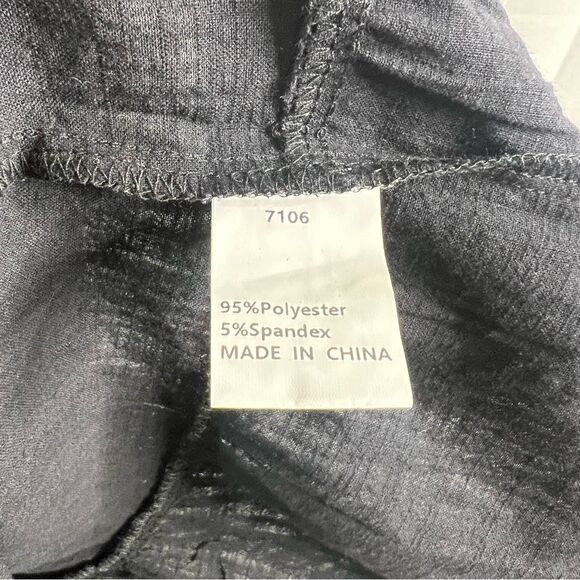 7106
95%Polyester
5%Spandex
MADE IN CHINA